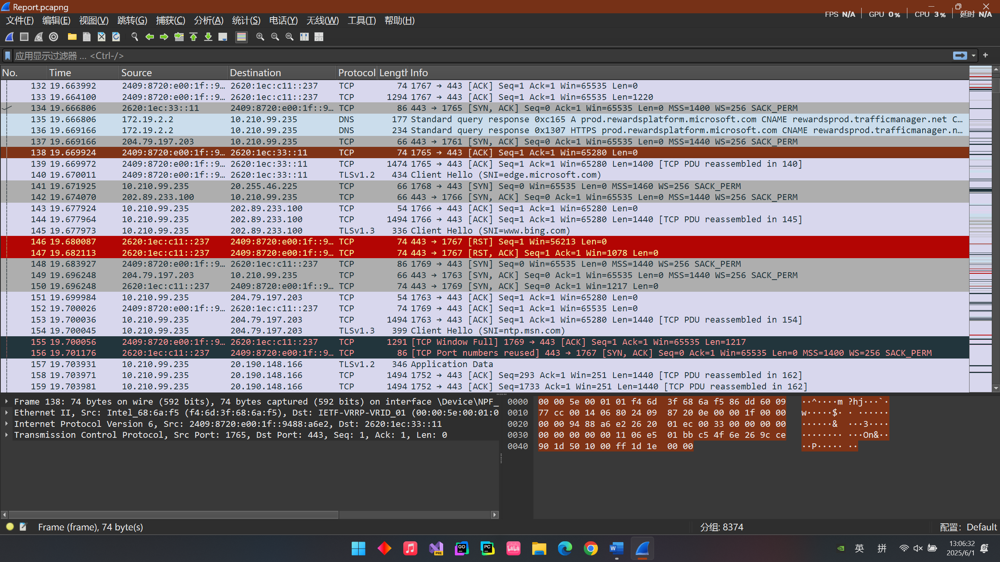 Report.pcapng
FPS N/A GPU 0% CPU 3% 延时 N/A
文件(F) 编辑(E) 视图(V) 跳转(G) 捕获(C) 分析(A) 统计(S) 电话(Y) 无线(W) 工具(T) 帮助(H)
应用显示过滤器 … <Ctrl-/>
No. Time Source Destination Protocol Length Info
132 19.663992 2409:8720:e00:1f::9… 2620:1ec:c11::237 TCP 74 1767 → 443 [ACK] Seq=1 Ack=1 Win=65535 Len=0
133 19.664100 2409:8720:e00:1f::9… 2620:1ec:c11::237 TCP 1294 1767 → 443 [ACK] Seq=1 Ack=1 Win=65535 Len=1220
134 19.666806 2620:1ec:33::11 2409:8720:e00:1f::9… TCP 86 443 → 1765 [SYN, ACK] Seq=0 Ack=1 Win=65535 Len=0 MSS=1400 WS=256 SACK_PERM
135 19.666806 172.19.2.2 10.210.99.235 DNS 177 Standard query response 0xc165 A prod.rewardsplatform.microsoft.com CNAME rewardsprod.trafficmanager.net C…
136 19.669166 172.19.2.2 10.210.99.235 DNS 234 Standard query response 0x1307 HTTPS prod.rewardsplatform.microsoft.com CNAME rewardsprod.trafficmanager.n…
137 19.669166 204.79.197.203 10.210.99.235 TCP 66 443 → 1761 [SYN, ACK] Seq=0 Ack=1 Win=65535 Len=0 MSS=1440 WS=256 SACK_PERM
138 19.669924 2409:8720:e00:1f::9… 2620:1ec:33::11 TCP 74 1765 → 443 [ACK] Seq=1 Ack=1 Win=65280 Len=0
139 19.669972 2409:8720:e00:1f::9… 2620:1ec:33::11 TCP 1474 1765 → 443 [ACK] Seq=1 Ack=1 Win=65280 Len=1400 [TCP PDU reassembled in 140]
140 19.670011 2409:8720:e00:1f::9… 2620:1ec:33::11 TLSv1.2 434 Client Hello (SNI=edge.microsoft.com)
141 19.671925 10.210.99.235 20.255.46.225 TCP 66 1768 → 443 [SYN] Seq=0 Win=65535 Len=0 MSS=1460 WS=256 SACK_PERM
142 19.674070 202.89.233.100 10.210.99.235 TCP 66 443 → 1766 [SYN, ACK] Seq=0 Ack=1 Win=65535 Len=0 MSS=1440 WS=256 SACK_PERM
143 19.677924 10.210.99.235 202.89.233.100 TCP 54 1766 → 443 [ACK] Seq=1 Ack=1 Win=65280 Len=0
144 19.677964 10.210.99.235 202.89.233.100 TCP 1494 1766 → 443 [ACK] Seq=1 Ack=1 Win=65280 Len=1440 [TCP PDU reassembled in 145]
145 19.677973 10.210.99.235 202.89.233.100 TLSv1.3 336 Client Hello (SNI=www.bing.com)
146 19.680087 2620:1ec:c11::237 2409:8720:e00:1f::9… TCP 74 443 → 1767 [RST] Seq=1 Win=56213 Len=0
147 19.682113 2620:1ec:c11::237 2409:8720:e00:1f::9… TCP 74 443 → 1767 [RST, ACK] Seq=1 Ack=1 Win=1078 Len=0
148 19.683927 2409:8720:e00:1f::9… 2620:1ec:c11::237 TCP 86 1769 → 443 [SYN] Seq=0 Win=65535 Len=0 MSS=1440 WS=256 SACK_PERM
149 19.696248 204.79.197.203 10.210.99.235 TCP 66 443 → 1763 [SYN, ACK] Seq=0 Ack=1 Win=65535 Len=0 MSS=1440 WS=256 SACK_PERM
150 19.696248 2620:1ec:c11::237 2409:8720:e00:1f::9… TCP 74 443 → 1769 [SYN, ACK] Seq=0 Ack=1 Win=1217 Len=0
151 19.699984 10.210.99.235 204.79.197.203 TCP 54 1763 → 443 [ACK] Seq=1 Ack=1 Win=65280 Len=0
152 19.700026 2409:8720:e00:1f::9… 2620:1ec:c11::237 TCP 74 1769 → 443 [ACK] Seq=1 Ack=1 Win=65535 Len=0
153 19.700036 10.210.99.235 204.79.197.203 TCP 1494 1763 → 443 [ACK] Seq=1 Ack=1 Win=65280 Len=1440 [TCP PDU reassembled in 154]
154 19.700045 10.210.99.235 204.79.197.203 TLSv1.3 399 Client Hello (SNI=ntp.msn.com)
155 19.700056 2409:8720:e00:1f::9… 2620:1ec:c11::237 TCP 1291 [TCP Window Full] 1769 → 443 [ACK] Seq=1 Ack=1 Win=65535 Len=1217
156 19.701176 2620:1ec:c11::237 2409:8720:e00:1f::9… TCP 86 [TCP Port numbers reused] 443 → 1767 [SYN, ACK] Seq=0 Ack=1 Win=65535 Len=0 MSS=1400 WS=256 SACK_PERM
157 19.703931 10.210.99.235 20.190.148.166 TLSv1.2 346 Application Data
158 19.703971 10.210.99.235 20.190.148.166 TCP 1494 1752 → 443 [ACK] Seq=293 Ack=1 Win=251 Len=1440 [TCP PDU reassembled in 162]
159 19.703981 10.210.99.235 20.190.148.166 TCP 1494 1752 → 443 [ACK] Seq=1733 Ack=1 Win=251 Len=1440 [TCP PDU reassembled in 162]
Frame 138: 74 bytes on wire (592 bits), 74 bytes captured (592 bits) on interface \Device\NPF_
Ethernet II, Src: Intel_68:6a:f5 (f4:6d:3f:68:6a:f5), Dst: IETF-VRRP-VRID_01 (00:00:5e:00:01:0
Internet Protocol Version 6, Src: 2409:8720:e00:1f::9488:a6e2, Dst: 2620:1ec:33::11
Transmission Control Protocol, Src Port: 1765, Dst Port: 443, Seq: 1, Ack: 1, Len: 0
0000 00 00 5e 00 01 01 f4 6d 3f 68 6a f5 86 dd 60 09 ··^····m ?hj···`·
0010 77 cc 00 14 06 80 24 09 87 20 0e 00 00 1f 00 00 w·····$· · ······
0020 00 00 94 88 a6 e2 26 20 01 ec 00 33 00 00 00 00 ······& ···3····
0030 00 00 00 00 00 11 06 e5 01 bb c5 4f 6e 26 9c ce ········ ···On&··
0040 90 1d 50 10 00 ff 1d 1e 00 00 ··P····· ··
Frame (frame), 74 byte(s)
分组: 8374
配置: Default
PRE
GO
PC
bilibili
W
英
拼
13:06:32
2025/6/1